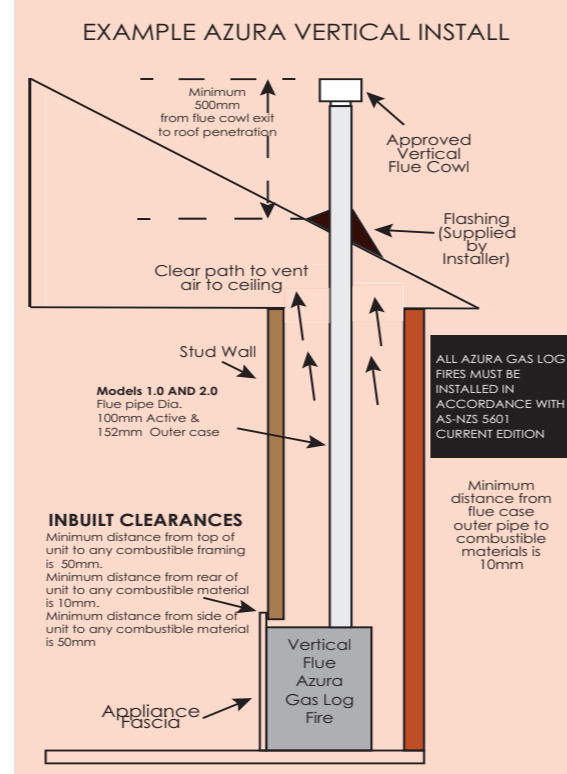 EXAMPLE AZURA VERTICAL INSTALL
Minimum
500mm
from flue cowl exit
to roof penetration
Approved
Vertical
Flue Cowl
Flashing
(Supplied
by
Installer)
Clear path to vent
air to ceiling
Stud Wall
Models 1.0 AND 2.0
Flue pipe Dia.
100mm Active &
152mm Outer case
ALL AZURA GAS LOG
FIRES MUST BE
INSTALLED IN
ACCORDANCE WITH
AS-NZS 5601
CURRENT EDITION
Minimum
distance from
flue case
outer pipe to
combustible
materials is
10mm
INBUILT CLEARANCES
Minimum distance from top of
unit to any combustible framing
is 50mm.
Minimum distance from rear of
unit to any combustible material
is 10mm.
Minimum distance from side of
unit to any combustible material
is 50mm
Vertical
Flue
Azura
Gas Log
Fire
Appliance
Fascia